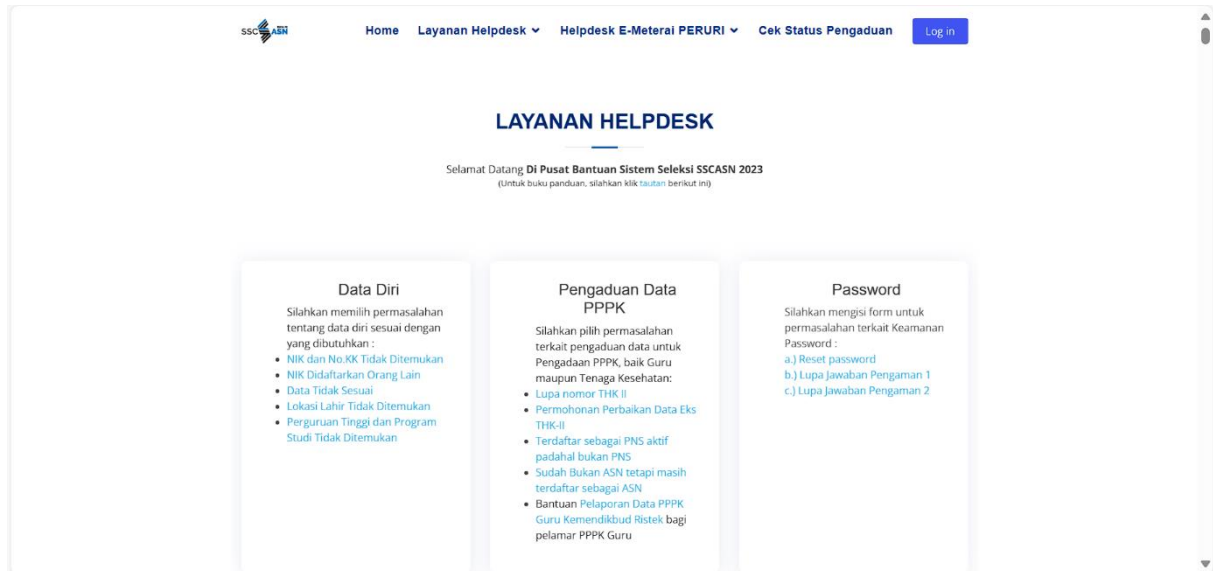 SSCASN
Home Layanan Helpdesk Helpdesk E-Meterai PERURI Cek Status Pengaduan Log in
LAYANAN HELPDESK
Selamat Datang Di Pusat Bantuan Sistem Seleksi SSCASN 2023
(Untuk buku panduan, silahkan klik tautan berikut ini)
Data Diri
Silahkan memilih permasalahan
tentang data diri sesuai dengan
yang dibutuhkan :
NIK dan No.KK Tidak Ditemukan
NIK Didaftarkan Orang Lain
Data Tidak Sesuai
Lokasi Lahir Tidak Ditemukan
Perguruan Tinggi dan Program
Studi Tidak Ditemukan
Pengaduan Data
PPPK
Silahkan pilih permasalahan
terkait pengaduan data untuk
Pengadaan PPPK, baik Guru
maupun Tenaga Kesehatan:
Lupa nomor THK II
Permohonan Perbaikan Data Eks
THK-II
Terdaftar sebagai PNS aktif
padahal bukan PNS
Sudah Bukan ASN tetapi masih
terdaftar sebagai ASN
Bantuan Pelaporan Data PPPK
Guru Kemendikbud Ristek bagi
pelamar PPPK Guru
Password
Silahkan mengisi form untuk
permasalahan terkait Keamanan
Password :
a.) Reset password
b.) Lupa Jawaban Pengaman 1
c.) Lupa Jawaban Pengaman 2